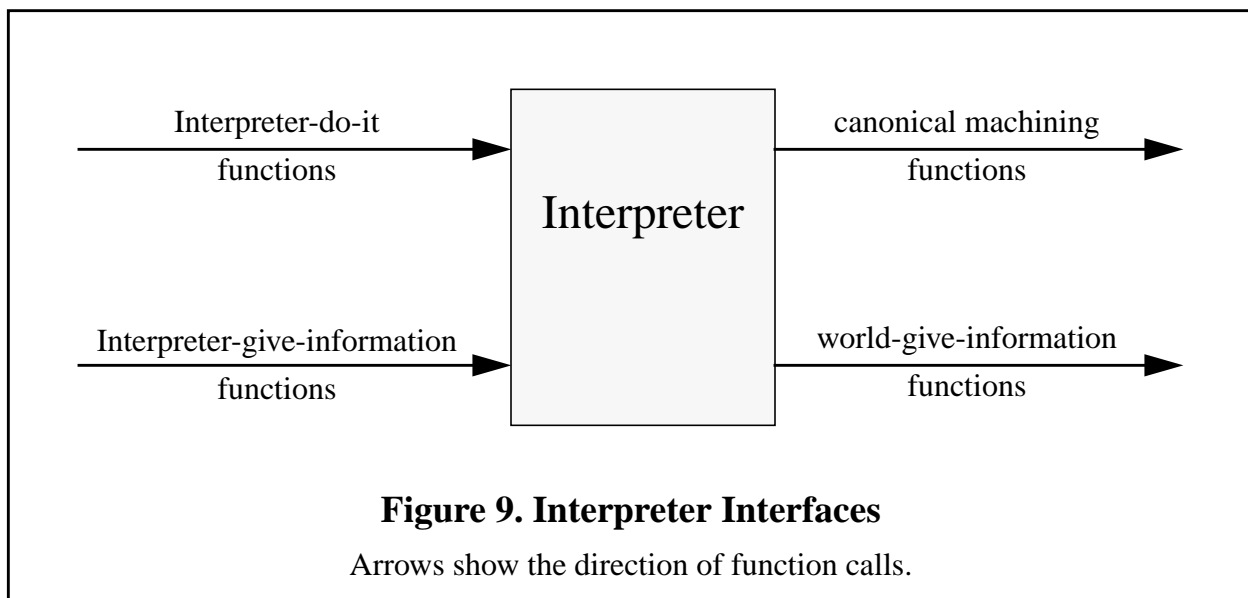 Interpreter-do-it
functions
canonical machining
functions
Interpreter
Interpreter-give-information
functions
world-give-information
functions
Figure 9. Interpreter Interfaces
Arrows show the direction of function calls.